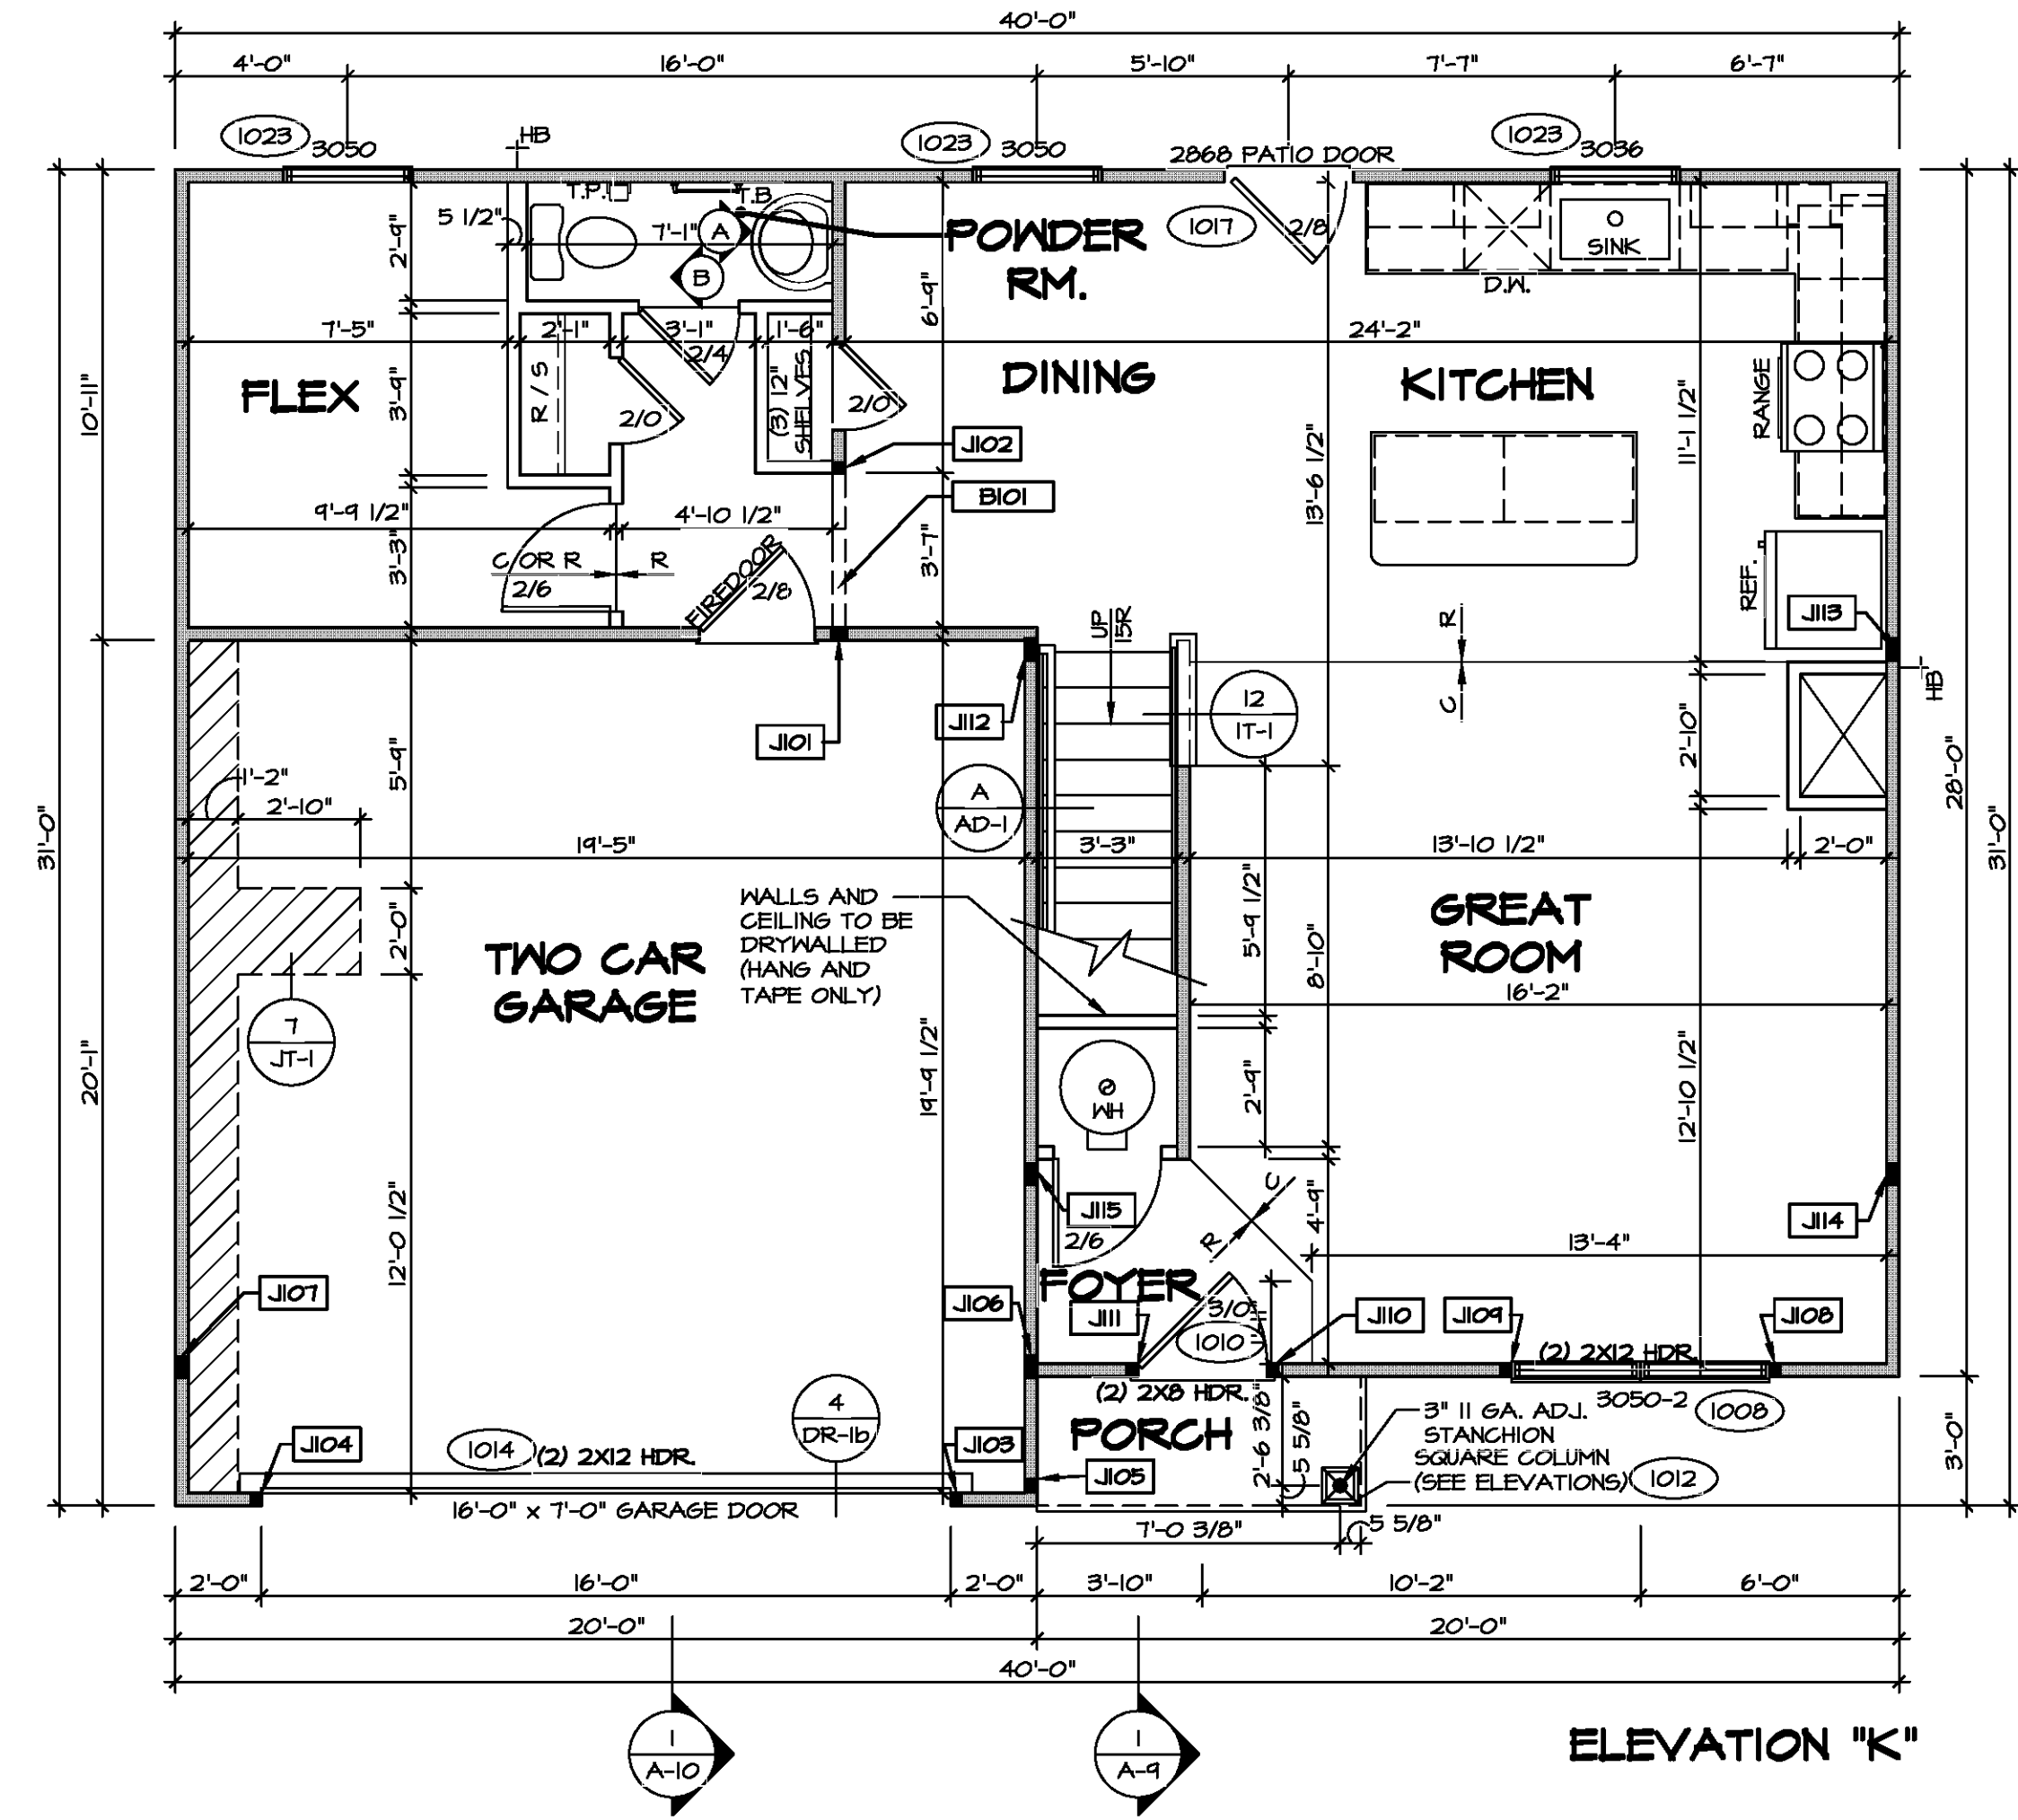 40'-0"
4'-0" 16'-0" 5'-10" 7'-7" 6'-7"
1023 3050 HB 1023 3050 2868 PATIO DOOR 1023 3036
T.P. T.B.
5 1/2" 7'-1" A B
POWDER
RM.
1017 2/8
SINK
D.W.
2'-9"
6'-9"
7'-5" 2'-1" 3'-1" 1'-6" 24'-2"
2/4
FLEX
R / S
2/0
(3) 12"
SHELVES
2/0
DINING
KITCHEN
RANGE
3'-9"
10'-11"
11'-1 1/2"
13'-6 1/2"
J102
B101
9'-9 1/2" 4'-10 1/2"
3'-3"
C OR R R
2/6
FIREDOOR
2/8
3'-7"
UP
15R
REF.
J113
R
C
HB
J101
J112
12
IT-1
A
AD-1
5'-9"
1'-2"
2'-10"
2'-10"
28'-0"
31'-0"
31'-0"
19'-5" 3'-3" 13'-10 1/2" 2'-0"
WALLS AND
CEILING TO BE
DRYWALLED
(HANG AND
TAPE ONLY)
2'-0"
TWO CAR
GARAGE
5'-9 1/2"
8'-10"
GREAT
ROOM
16'-2"
7
JT-1
20'-1"
19'-9 1/2"
WH
2'-9"
12'-10 1/2"
12'-0 1/2"
J115
2/6
C
R
4'-9"
J114
13'-4"
FOYER
J107
J106
J111
3/0
1010
J110
J109
J108
(2) 2X12 HDR.
(2) 2X8 HDR.
3050-2 1008
PORCH
2'-6 3/8"
5 5/8"
3" 11 GA. ADJ.
STANCHION
SQUARE COLUMN
(SEE ELEVATIONS) 1012
3'-0"
4
DR-1b
J104
1014 (2) 2X12 HDR.
J103
J105
16'-0" x 7'-0" GARAGE DOOR
7'-0 3/8" 5 5/8"
2'-0" 16'-0" 2'-0" 3'-10" 10'-2" 6'-0"
20'-0" 20'-0"
40'-0"
1
A-10
1
A-9
ELEVATION "K"